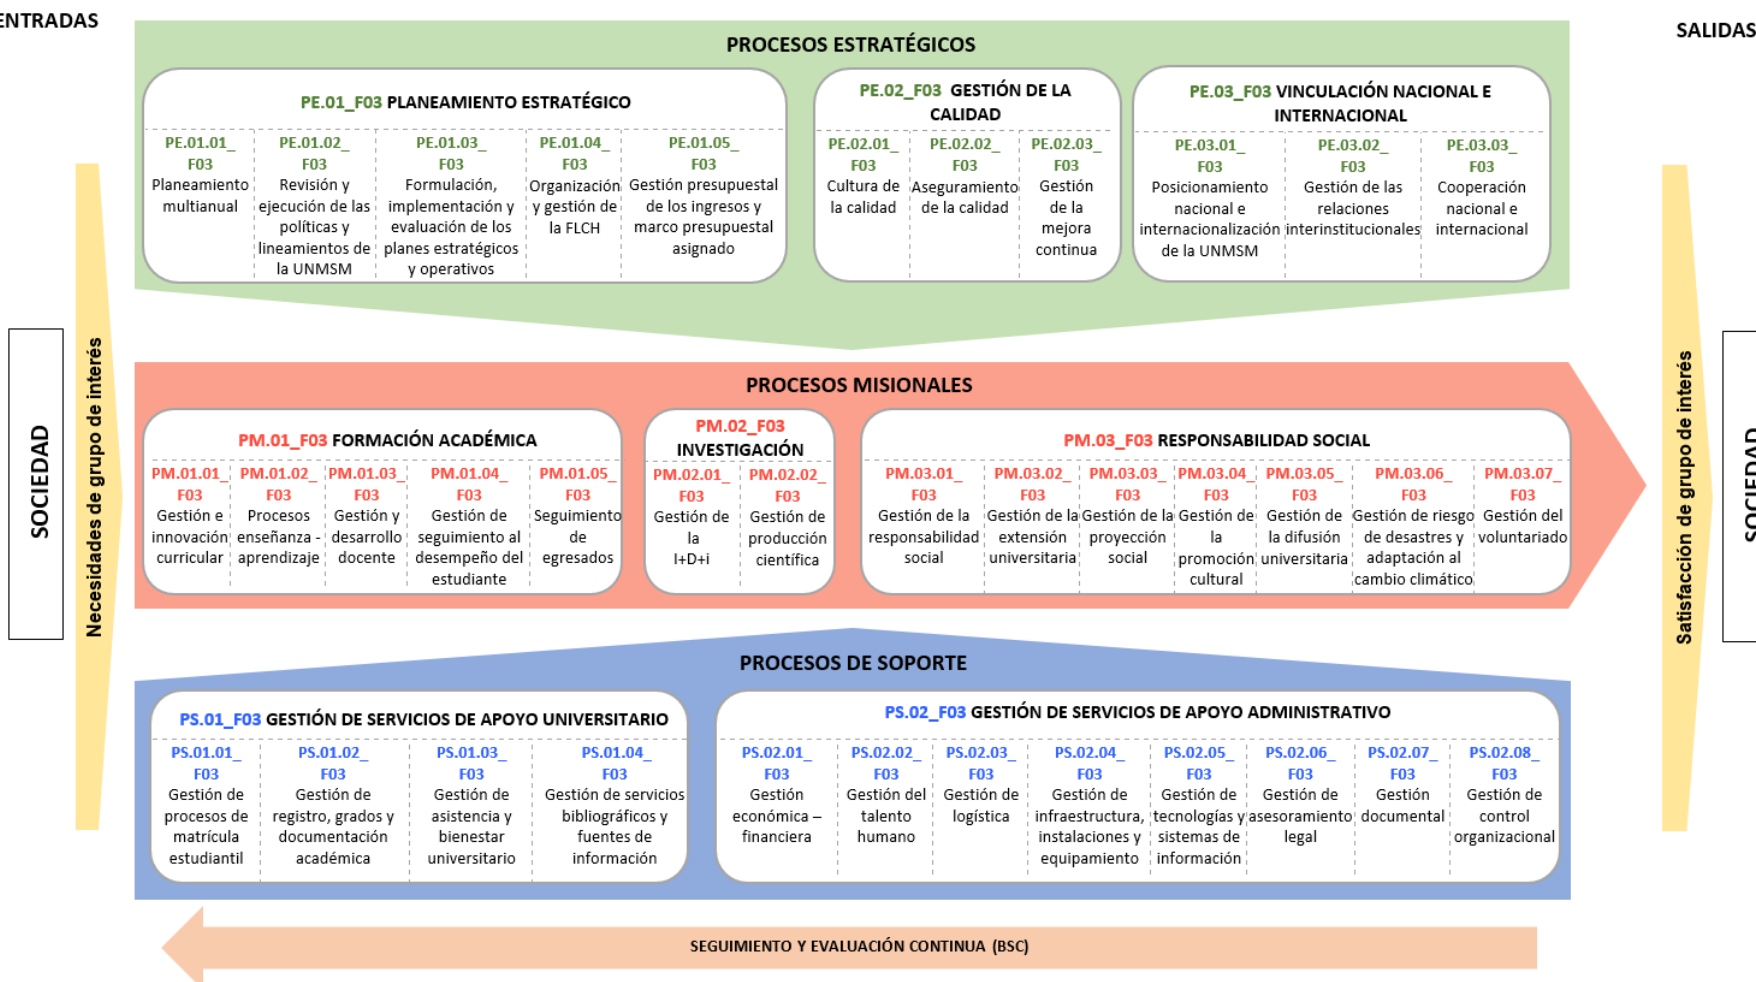 ENTRADAS
SALIDAS
PROCESOS ESTRATÉGICOS
PE.01_F03 PLANEAMIENTO ESTRATÉGICO
PE.01.01_
F03
Planeamiento
multianual
PE.01.02_
F03
Revisión y
ejecución de las
políticas y
lineamientos de
la UNMSM
PE.01.03_
F03
Formulación,
implementación y
evaluación de los
planes estratégicos
y operativos
PE.01.04_
F03
Organización
y gestión de
la FLCH
PE.01.05_
F03
Gestión presupuestal
de los ingresos y
marco presupuestal
asignado
PE.02_F03 GESTIÓN DE LA
CALIDAD
PE.02.01_
F03
Cultura de
la calidad
PE.02.02_
F03
Aseguramiento
de la calidad
PE.02.03_
F03
Gestión
de la
mejora
continua
PE.03_F03 VINCULACIÓN NACIONAL E
INTERNACIONAL
PE.03.01_
F03
Posicionamiento
nacional e
internacionalización
de la UNMSM
PE.03.02_
F03
Gestión de las
relaciones
interinstitucionales
PE.03.03_
F03
Cooperación
nacional e
internacional
SOCIEDAD
Necesidades de grupo de interés
PROCESOS MISIONALES
PM.01_F03 FORMACIÓN ACADÉMICA
PM.01.01_
F03
Gestión e
innovación
curricular
PM.01.02_
F03
Procesos
enseñanza -
aprendizaje
PM.01.03_
F03
Gestión y
desarrollo
docente
PM.01.04_
F03
Gestión de
seguimiento al
desempeño del
estudiante
PM.01.05_
F03
Seguimiento
de
egresados
PM.02_F03
INVESTIGACIÓN
PM.02.01_
F03
Gestión de
la
I+D+i
PM.02.02_
F03
Gestión de
producción
científica
PM.03_F03 RESPONSABILIDAD SOCIAL
PM.03.01_
F03
Gestión de la
responsabilidad
social
PM.03.02_
F03
Gestión de la
extensión
universitaria
PM.03.03_
F03
Gestión de la
proyección
social
PM.03.04_
F03
Gestión de
la
promoción
cultural
PM.03.05_
F03
Gestión de
la difusión
universitaria
PM.03.06_
F03
Gestión de riesgo
de desastres y
adaptación al
cambio climático
PM.03.07_
F03
Gestión del
voluntariado
Satisfacción de grupo de interés
SOCIEDAD
PROCESOS DE SOPORTE
PS.01_F03 GESTIÓN DE SERVICIOS DE APOYO UNIVERSITARIO
PS.01.01_
F03
Gestión de
procesos de
matrícula
estudiantil
PS.01.02_
F03
Gestión de
registro, grados y
documentación
académica
PS.01.03_
F03
Gestión de
asistencia y
bienestar
universitario
PS.01.04_
F03
Gestión de servicios
bibliográficos y
fuentes de
información
PS.02_F03 GESTIÓN DE SERVICIOS DE APOYO ADMINISTRATIVO
PS.02.01_
F03
Gestión
económica –
financiera
PS.02.02_
F03
Gestión del
talento
humano
PS.02.03_
F03
Gestión de
logística
PS.02.04_
F03
Gestión de
infraestructura,
instalaciones y
equipamiento
PS.02.05_
F03
Gestión de
tecnologías y
sistemas de
información
PS.02.06_
F03
Gestión de
asesoramiento
legal
PS.02.07_
F03
Gestión
documental
PS.02.08_
F03
Gestión de
control
organizacional
SEGUIMIENTO Y EVALUACIÓN CONTINUA (BSC)